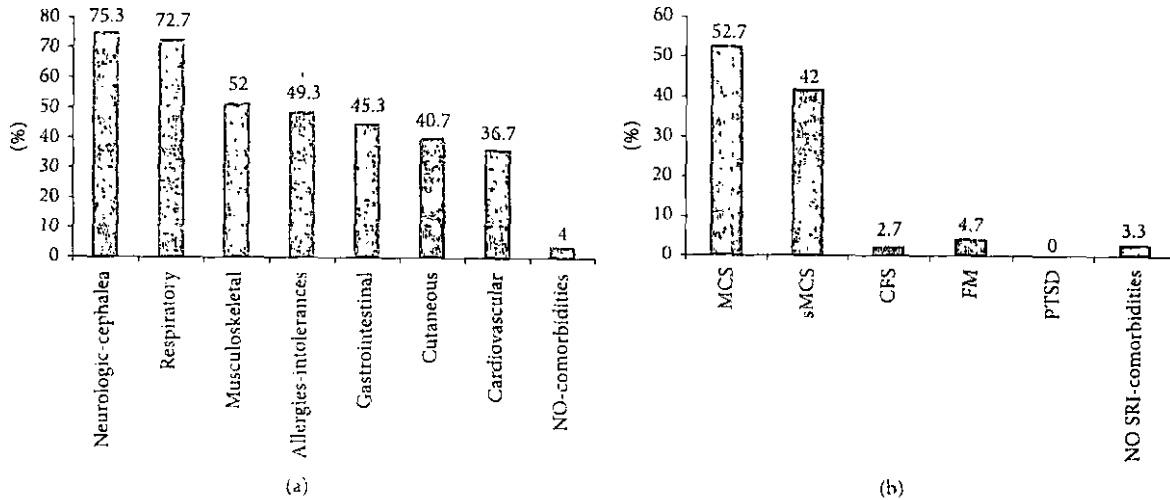 80
70
60
50
40
30
20
10
0
(%)
75.3
72.7
52
49.3
45.3
40.7
36.7
4
Neurologic-cephalea
Respiratory
Musculoskeletal
Allergies-intolerances
Gastrointestinal
Cutaneous
Cardiovascular
NO-comorbidities
(a)
60
50
40
30
20
10
0
(%)
52.7
42
2.7
4.7
0
3.3
MCS
sMCS
CFS
FM
PTSD
NO SRI-comorbidities
(b)